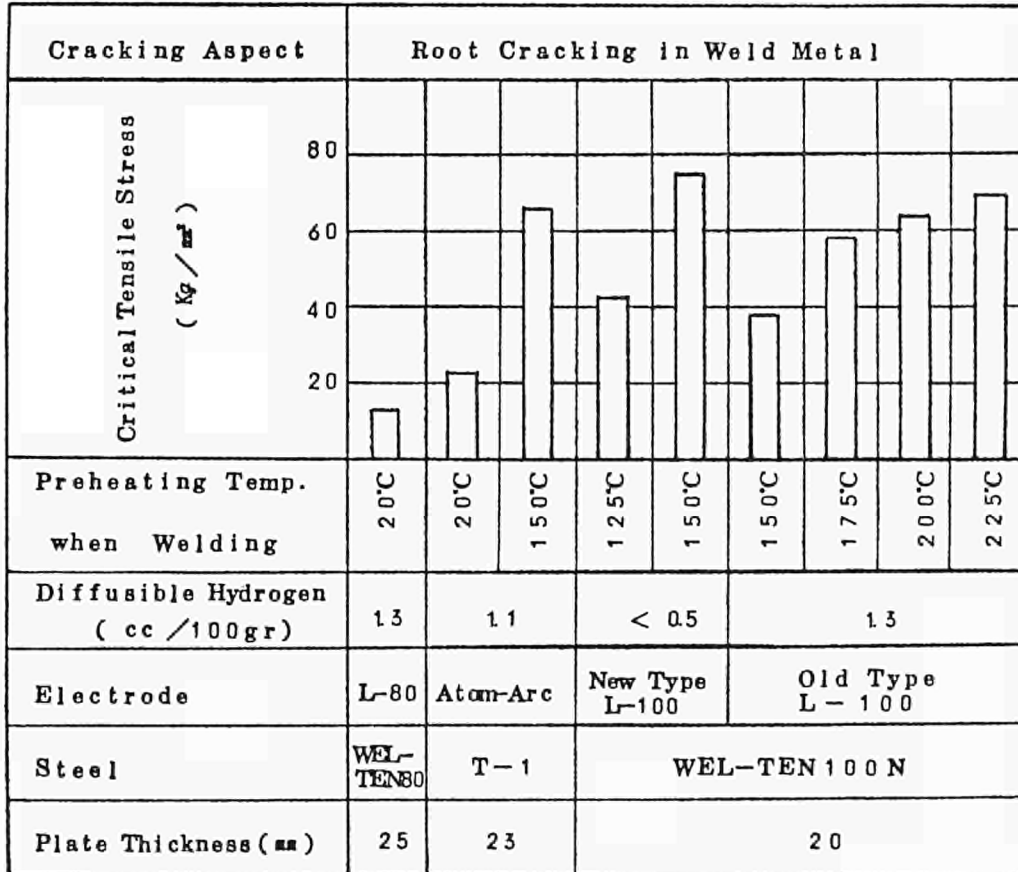 Cracking Aspect Root Cracking in Weld Metal
Critical Tensile Stress
(Kg/mm²)
80
60
40
20
Preheating Temp.
when Welding
20℃ 20℃ 150℃ 125℃ 150℃ 150℃ 175℃ 200℃ 225℃
Diffusible Hydrogen
(cc/100gr)
1.3 1.1 < 0.5 1.3
Electrode L-80 Atom-Arc New Type
L-100
Old Type
L-100
Steel WEL-
TEN80
T-1 WEL-TEN100N
Plate Thickness(mm) 25 23 20